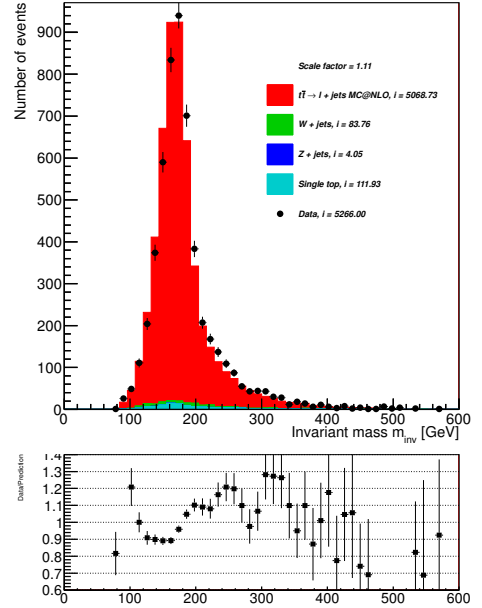 Number of events
900
800
700
600
500
400
300
200
100
0
Scale factor = 1.11
tt̄ → l + jets MC@NLO, i = 5068.73
W + jets, i = 83.76
Z + jets, i = 4.05
Single top, i = 111.93
Data, i = 5266.00
0 100 200 300 400 500 600
Invariant mass m_inv [GeV]
Data/Prediction
1.4
1.3
1.2
1.1
1
0.9
0.8
0.7
0.6
0 100 200 300 400 500 600